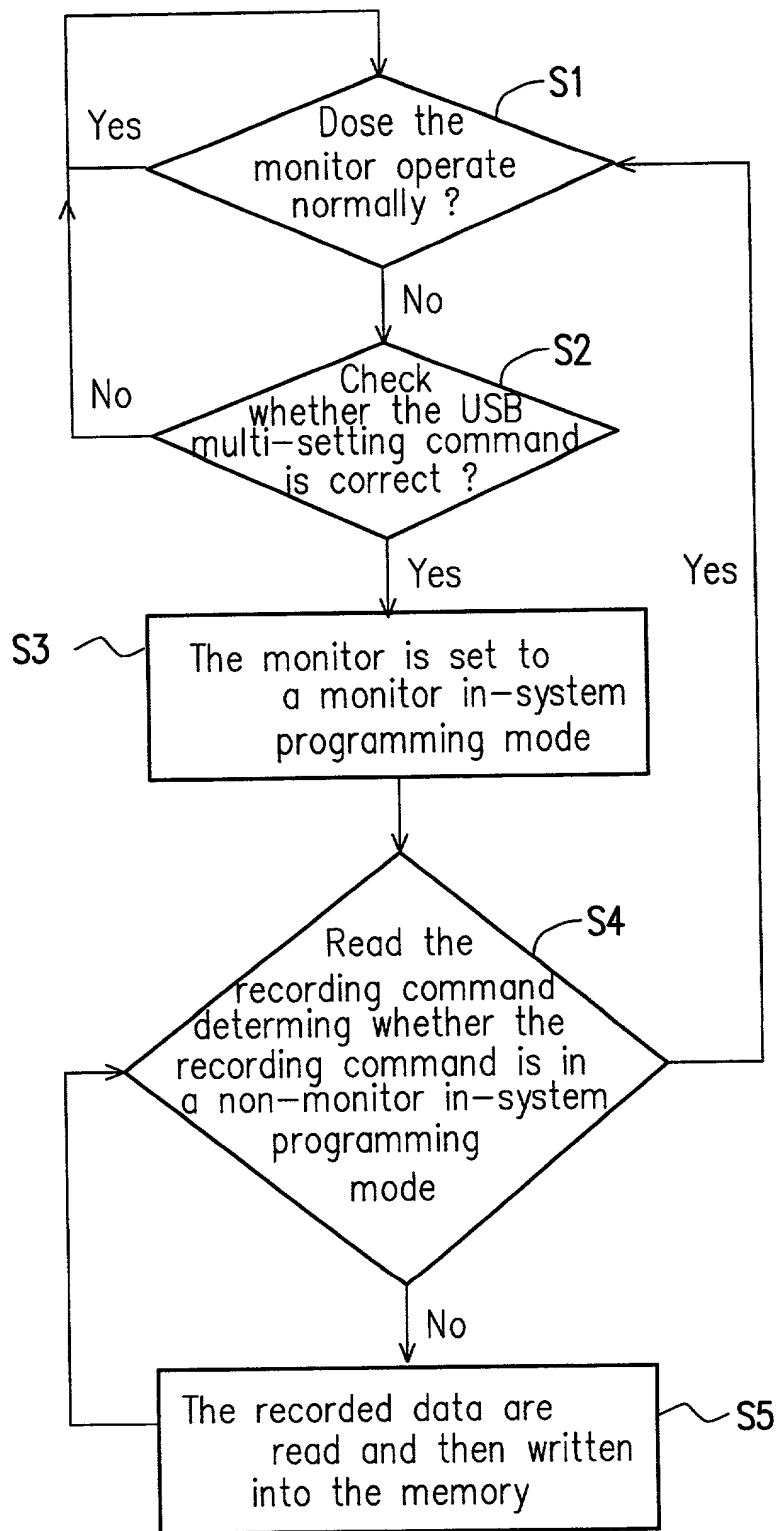 S1
Dose the
monitor operate
normally ?
Yes
No
S2
Check
whether the USB
multi-setting command
is correct ?
No
Yes
Yes
S3
The monitor is set to
a monitor in-system
programming mode
S4
Read the
recording command
determing whether the
recording command is in
a non-monitor in-system
programming
mode
No
The recorded data are
read and then written
into the memory
S5